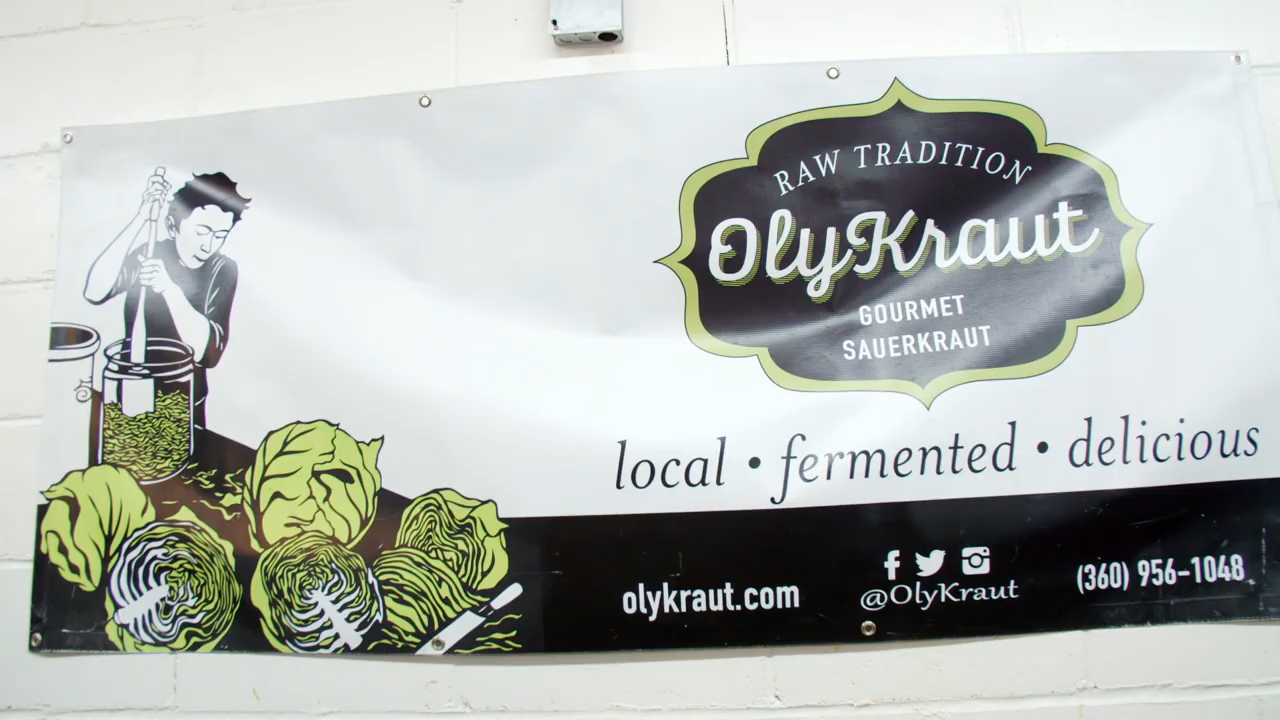 RAW TRADITION
OlyKraut
GOURMET
SAUERKRAUT
local • fermented • delicious
olykraut.com
@OlyKraut
(360) 956-1048